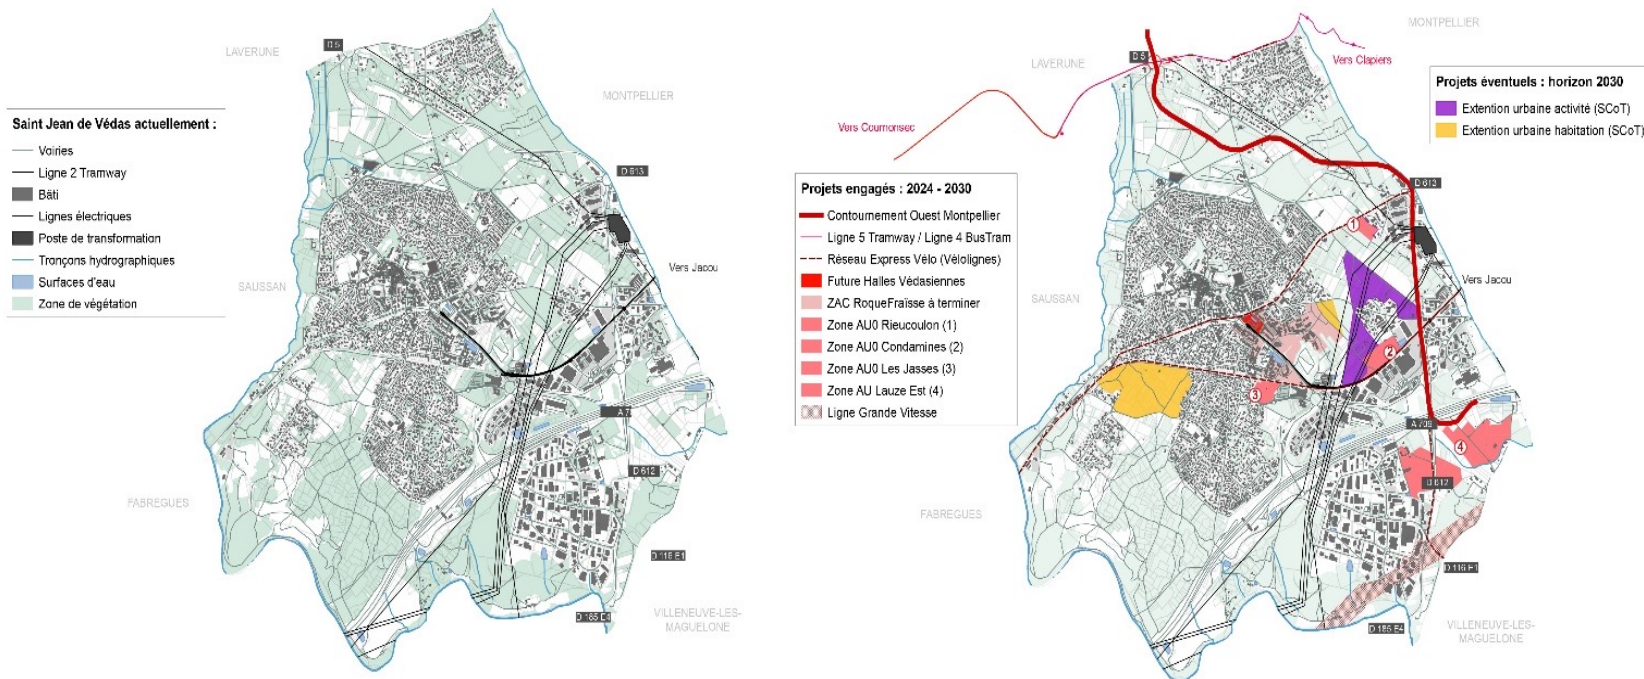 LAVERUNE
D 5
MONTPELLIER
Saint Jean de Védas actuellement :
Voiries
Ligne 2 Tramway
Bâti
Lignes électriques
Poste de transformation
Tronçons hydrographiques
Surfaces d'eau
Zone de végétation
D 613
Vers Jacou
SAUSSAN
A 7
D 612
FABREGUES
D 116 E1
D 185 E4
VILLENEUVE-LES-
MAGUELONE
MONTPELLIER
LAVERUNE
D 5
Vers Clapiers
Projets éventuels : horizon 2030
Extention urbaine activité (SCoT)
Extention urbaine habitation (SCoT)
Vers Cournonsec
Projets engagés : 2024 - 2030
Contournement Ouest Montpellier
Ligne 5 Tramway / Ligne 4 BusTram
Réseau Express Vélo (Vélolignes)
Future Halles Védasiennes
ZAC RoqueFraïsse à terminer
Zone AU0 Rieucoulon (1)
Zone AU0 Condamines (2)
Zone AU0 Les Jasses (3)
Zone AU Lauze Est (4)
Ligne Grande Vitesse
D 613
1
Vers Jacou
SAUSSAN
2
3
A 709
4
D 612
FABREGUES
D 116 E1
D 185 E4
VILLENEUVE-LES-
MAGUELONE